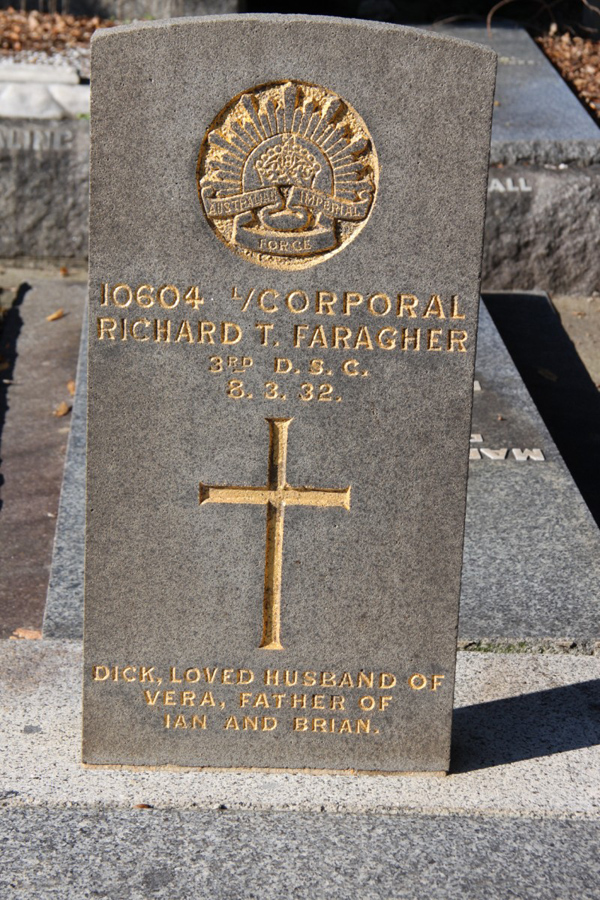 AUSTRALIAN IMPERIAL
FORCE
10604 L/CORPORAL
RICHARD T. FARAGHER
3RD D.S.C.
8.3.32.
DICK, LOVED HUSBAND OF
VERA, FATHER OF
IAN AND BRIAN.
ALL